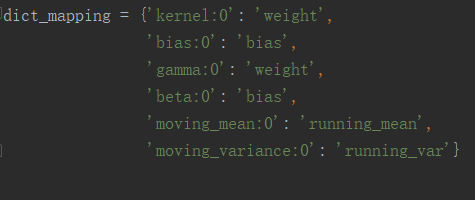 dict_mapping = {'kernel:0': 'weight',
'bias:0': 'bias',
'gamma:0': 'weight',
'beta:0': 'bias',
'moving_mean:0': 'running_mean',
'moving_variance:0': 'running_var'}